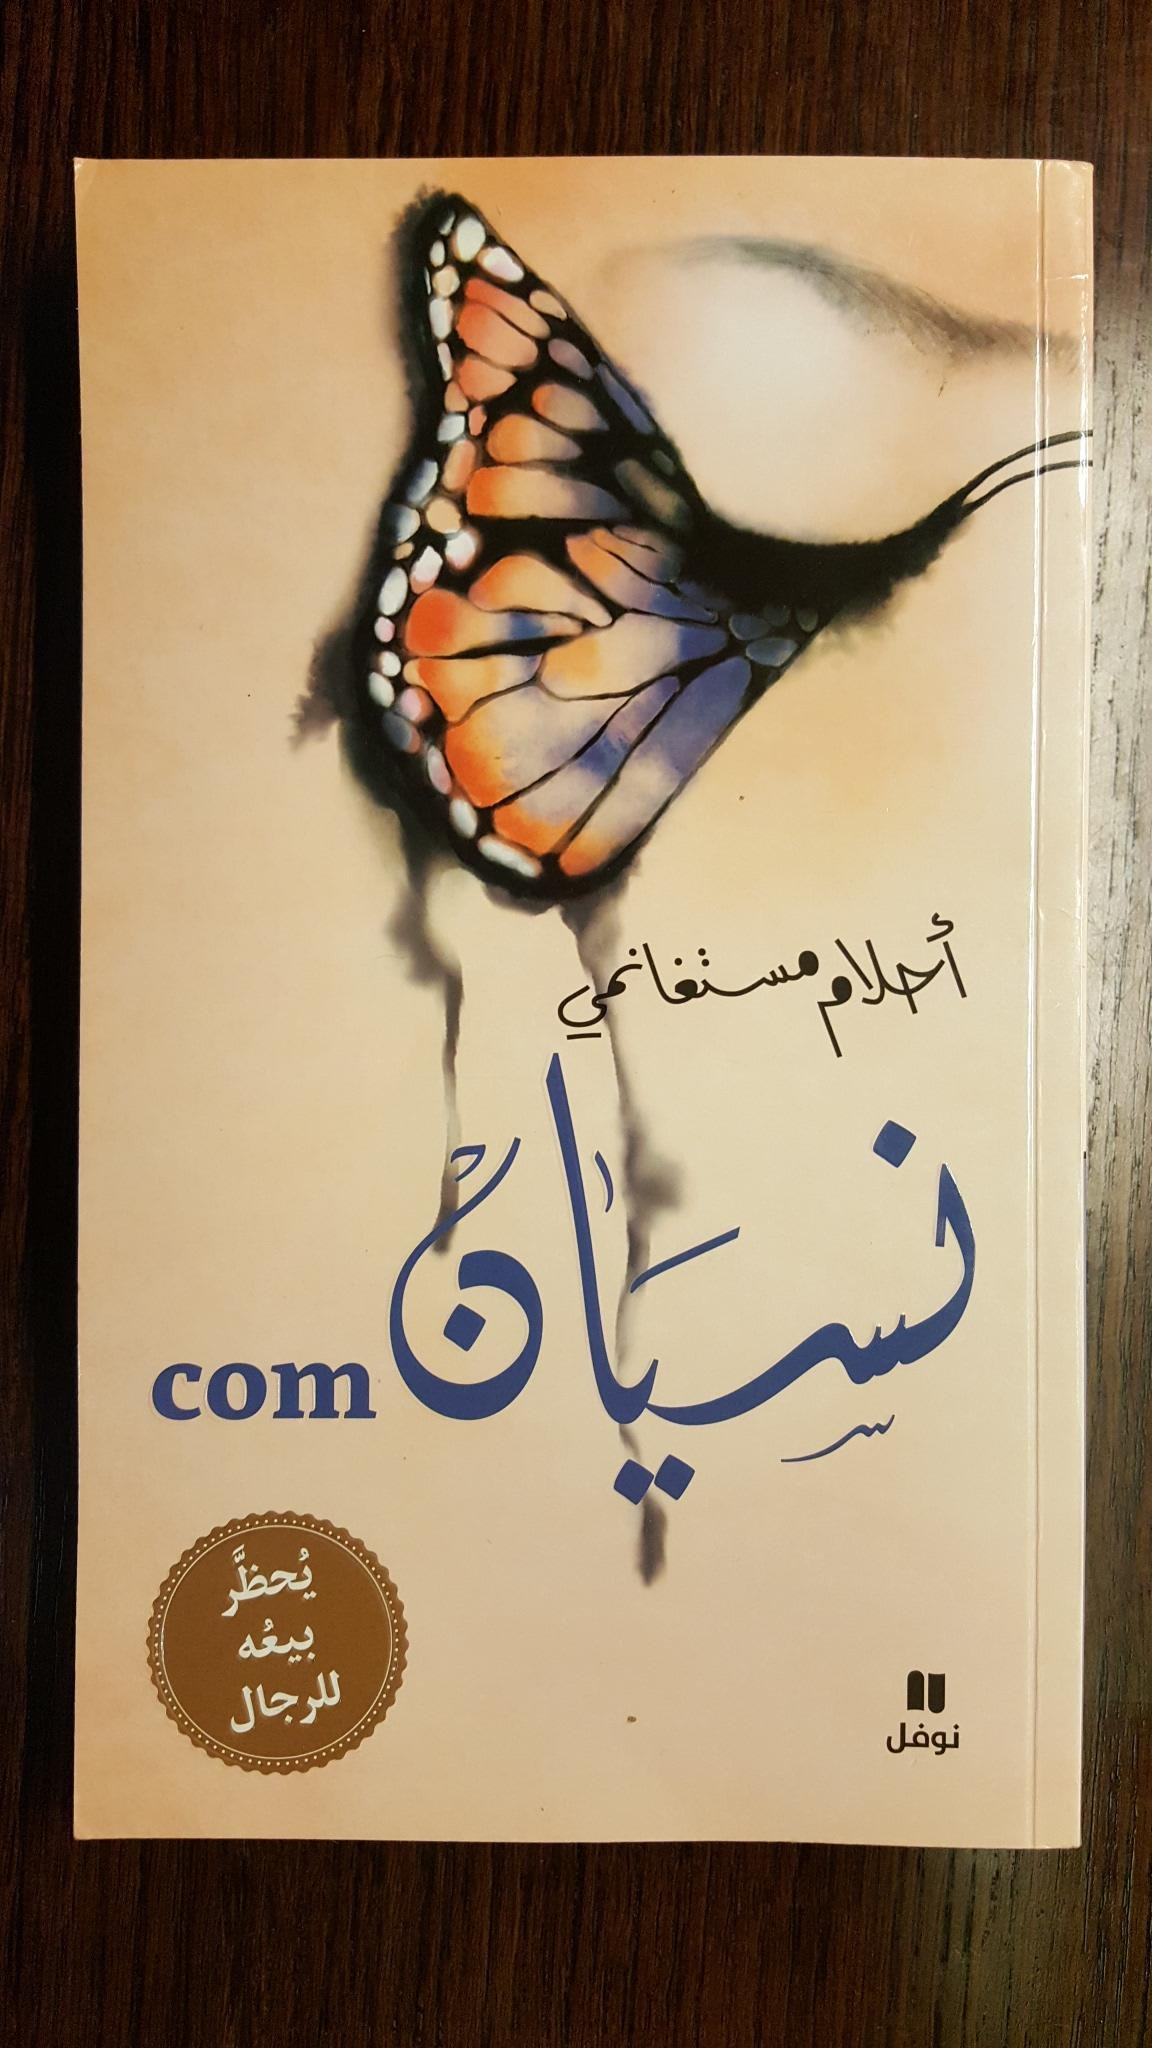 أحلام مستغانمي
نسيان com
يُحظَّر
بيعُه
للرجال
نوفل